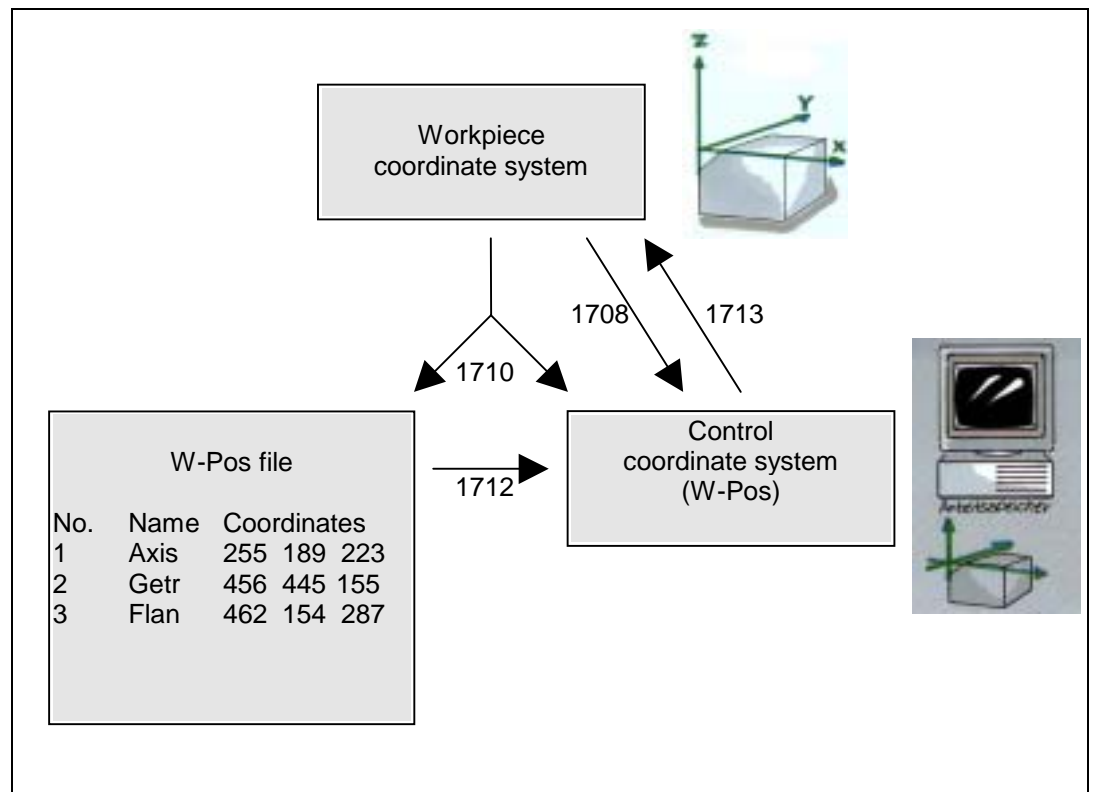 Z
Y
X
Workpiece
coordinate system
1708
1713
1710
W-Pos file
No. Name Coordinates
1 Axis 255 189 223
2 Getr 456 445 155
3 Flan 462 154 287
1712
Control
coordinate system
(W-Pos)
Arbeitsspeicher